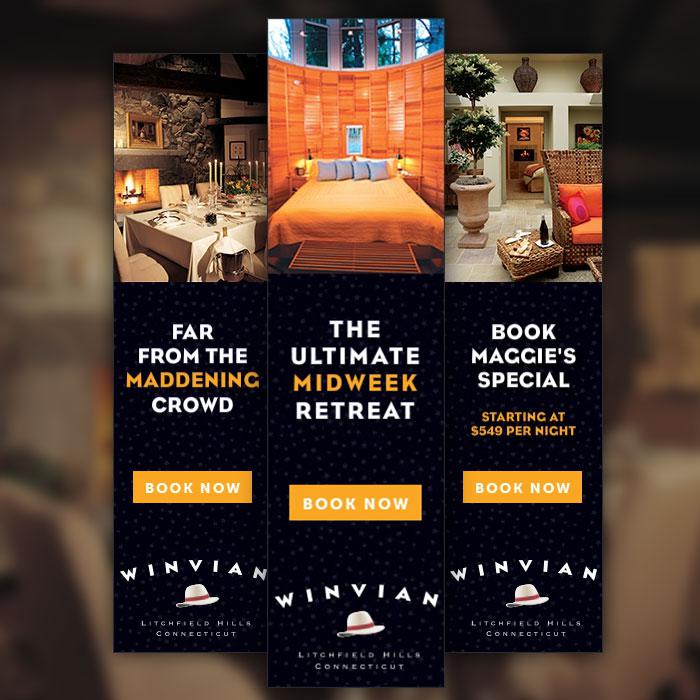 FAR
FROM THE
MADDENING
CROWD
BOOK NOW
WINVIAN
LITCHFIELD HILLS
CONNECTICUT
THE
ULTIMATE
MIDWEEK
RETREAT
BOOK NOW
WINVIAN
LITCHFIELD HILLS
CONNECTICUT
BOOK
MAGGIE'S
SPECIAL
STARTING AT
$549 PER NIGHT
BOOK NOW
WINVIAN
LITCHFIELD HILLS
CONNECTICUT